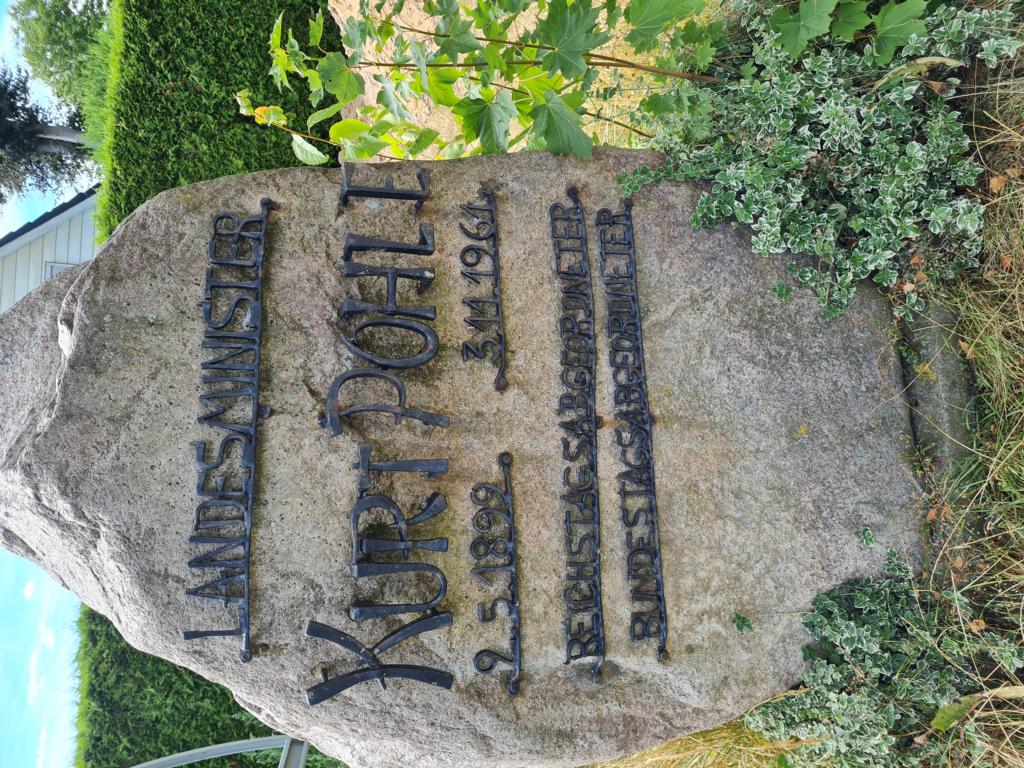 LANDESMINISTER
KURT POHLE
9.5.1899 3.11.1961
REICHSTAGSABGEORDNETER
BUNDESTAGSABGEORDNETER